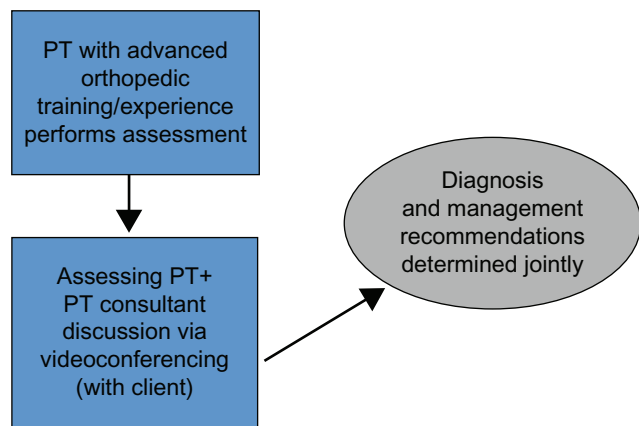 PT with advanced
orthopedic
training/experience
performs assessment
Assessing PT+
PT consultant
discussion via
videoconferencing
(with client)
Diagnosis
and management
recommendations
determined jointly